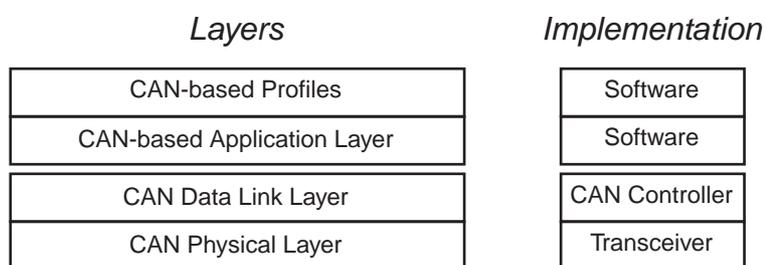 Layers Implementation
CAN-based Profiles Software
CAN-based Application Layer Software
CAN Data Link Layer CAN Controller
CAN Physical Layer Transceiver